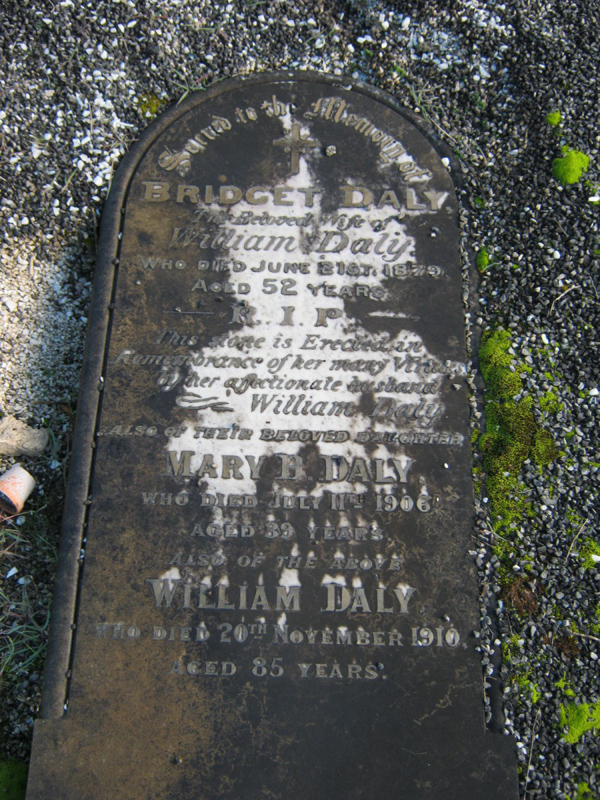 Sacred to the Memory of
BRIDGET DALY
The Beloved Wife of
William Daly
WHO DIED JUNE 21ST. 1879
AGED 52 YEARS
R.I.P.
This stone is Erected in
Remembrance of her many Virtues
by her affectionate husband
William Daly
ALSO OF THEIR BELOVED DAUGHTER
MARY B. DALY
WHO DIED JULY 11TH 1906
AGED 39 YEARS
ALSO OF THE ABOVE
WILLIAM DALY
WHO DIED 20TH NOVEMBER 1910.
AGED 85 YEARS.